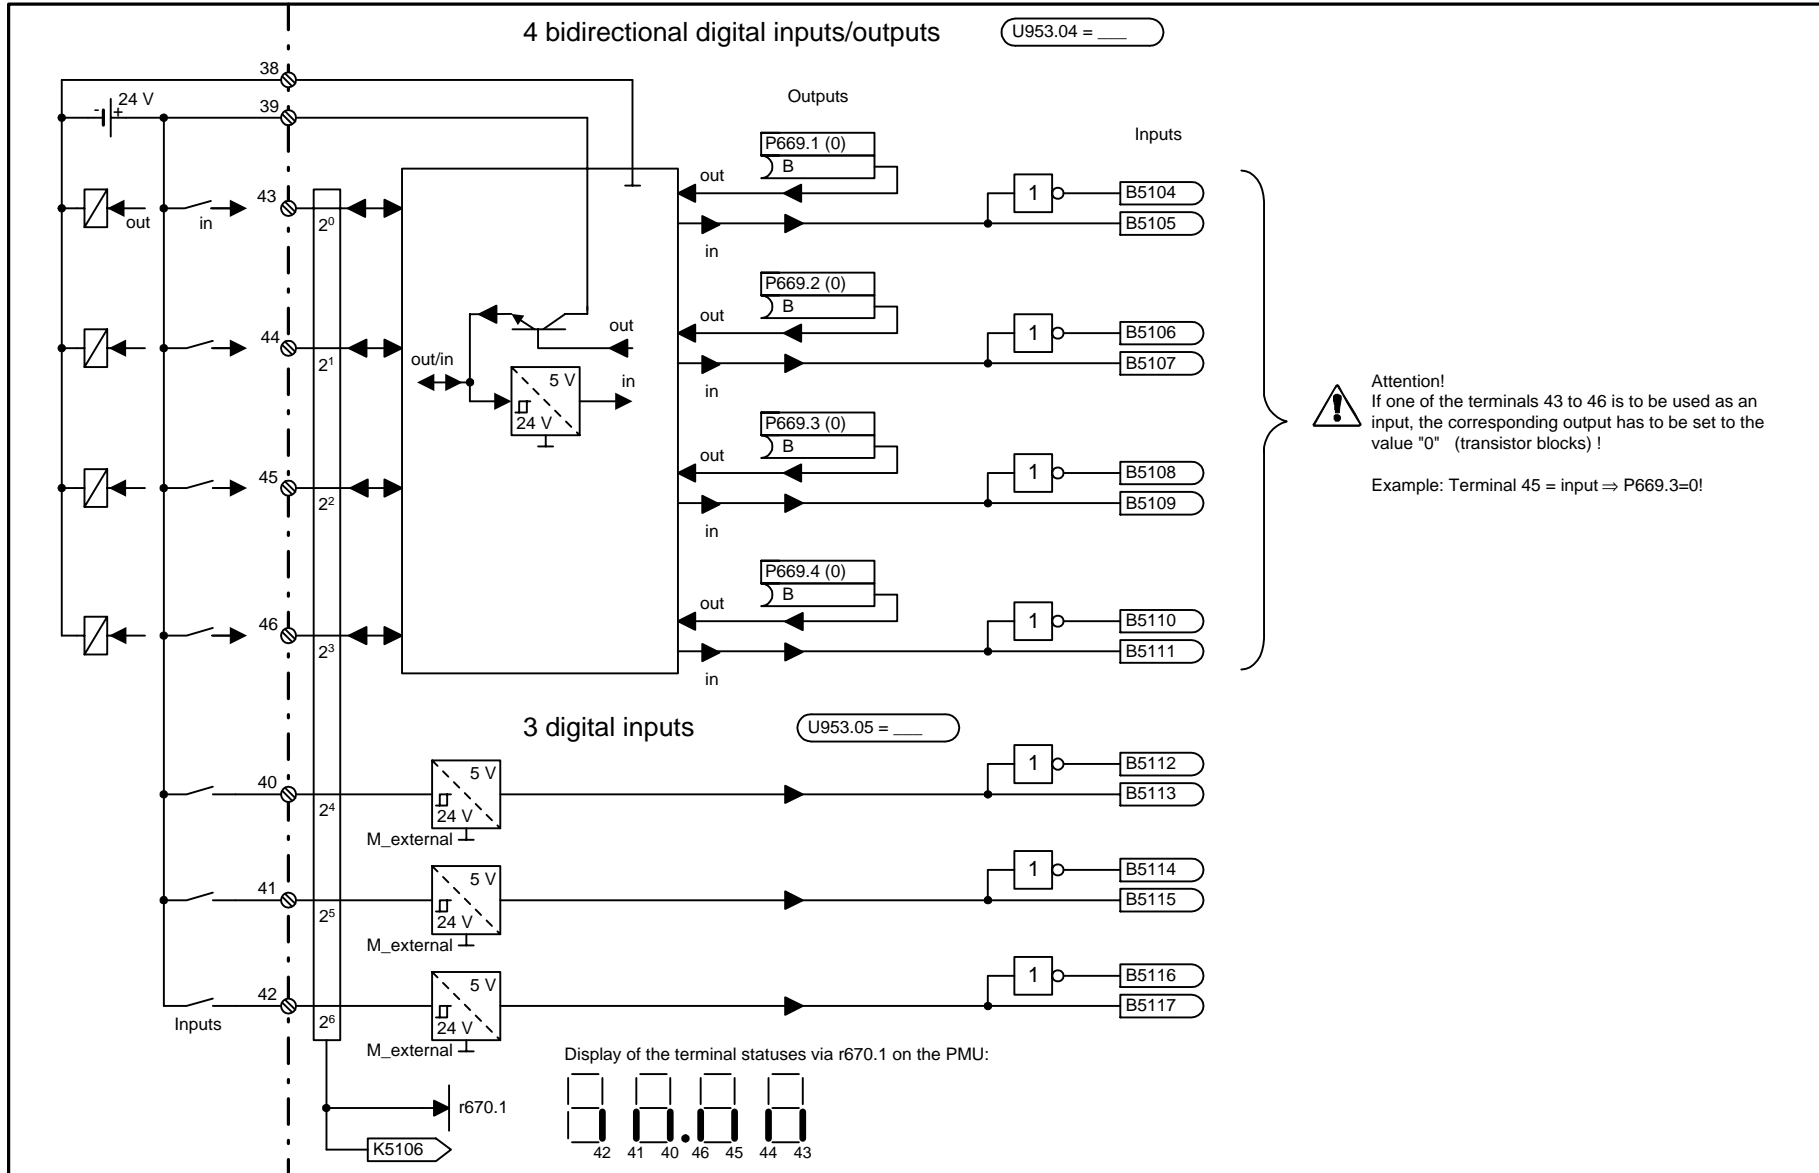 4 bidirectional digital inputs/outputs
U953.04 = ___
38
24 V
- +
39
Outputs
Inputs
P669.1 (0)
B
out
in
43
2⁰
out
in
1
B5104
B5105
P669.2 (0)
B
44
2¹
out
in
1
B5106
B5107
out/in
out
5 V
24 V
in
P669.3 (0)
B
45
2²
out
in
1
B5108
B5109
P669.4 (0)
B
46
2³
out
in
1
B5110
B5111
Attention!
If one of the terminals 43 to 46 is to be used as an
input, the corresponding output has to be set to the
value "0" (transistor blocks) !
Example: Terminal 45 = input ⇒ P669.3=0!
3 digital inputs
U953.05 = ___
40
2⁴
5 V
24 V
M_external
1
B5112
B5113
41
2⁵
5 V
24 V
M_external
1
B5114
B5115
42
Inputs
2⁶
5 V
24 V
M_external
1
B5116
B5117
Display of the terminal statuses via r670.1 on the PMU:
r670.1
K5106
42 41 40 46 45 44 43